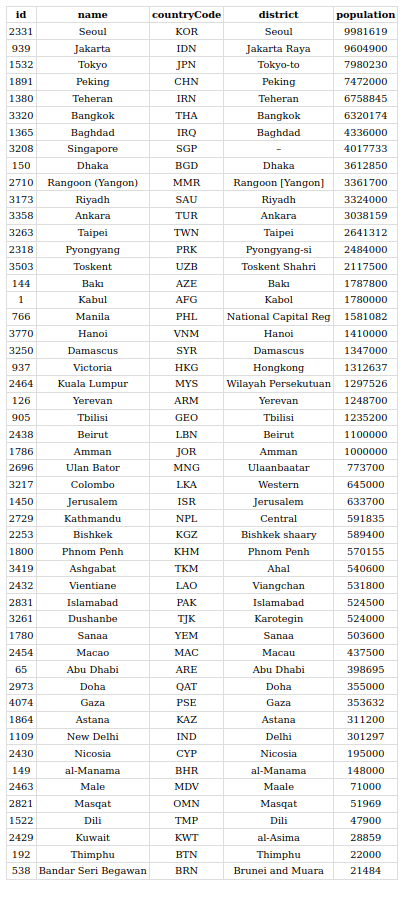 id name countryCode district population
2331 Seoul KOR Seoul 9981619
939 Jakarta IDN Jakarta Raya 9604900
1532 Tokyo JPN Tokyo-to 7980230
1891 Peking CHN Peking 7472000
1380 Teheran IRN Teheran 6758845
3320 Bangkok THA Bangkok 6320174
1365 Baghdad IRQ Baghdad 4336000
3208 Singapore SGP – 4017733
150 Dhaka BGD Dhaka 3612850
2710 Rangoon (Yangon) MMR Rangoon [Yangon] 3361700
3173 Riyadh SAU Riyadh 3324000
3358 Ankara TUR Ankara 3038159
3263 Taipei TWN Taipei 2641312
2318 Pyongyang PRK Pyongyang-si 2484000
3503 Toskent UZB Toskent Shahri 2117500
144 Bakı AZE Bakı 1787800
1 Kabul AFG Kabol 1780000
766 Manila PHL National Capital Reg 1581082
3770 Hanoi VNM Hanoi 1410000
3250 Damascus SYR Damascus 1347000
937 Victoria HKG Hongkong 1312637
2464 Kuala Lumpur MYS Wilayah Persekutuan 1297526
126 Yerevan ARM Yerevan 1248700
905 Tbilisi GEO Tbilisi 1235200
2438 Beirut LBN Beirut 1100000
1786 Amman JOR Amman 1000000
2696 Ulan Bator MNG Ulaanbaatar 773700
3217 Colombo LKA Western 645000
1450 Jerusalem ISR Jerusalem 633700
2729 Kathmandu NPL Central 591835
2253 Bishkek KGZ Bishkek shaary 589400
1800 Phnom Penh KHM Phnom Penh 570155
3419 Ashgabat TKM Ahal 540600
2432 Vientiane LAO Viangchan 531800
2831 Islamabad PAK Islamabad 524500
3261 Dushanbe TJK Karotegin 524000
1780 Sanaa YEM Sanaa 503600
2454 Macao MAC Macau 437500
65 Abu Dhabi ARE Abu Dhabi 398695
2973 Doha QAT Doha 355000
4074 Gaza PSE Gaza 353632
1864 Astana KAZ Astana 311200
1109 New Delhi IND Delhi 301297
2430 Nicosia CYP Nicosia 195000
149 al-Manama BHR al-Manama 148000
2463 Male MDV Maale 71000
2821 Masqat OMN Masqat 51969
1522 Dili TMP Dili 47900
2429 Kuwait KWT al-Asima 28859
192 Thimphu BTN Thimphu 22000
538 Bandar Seri Begawan BRN Brunei and Muara 21484